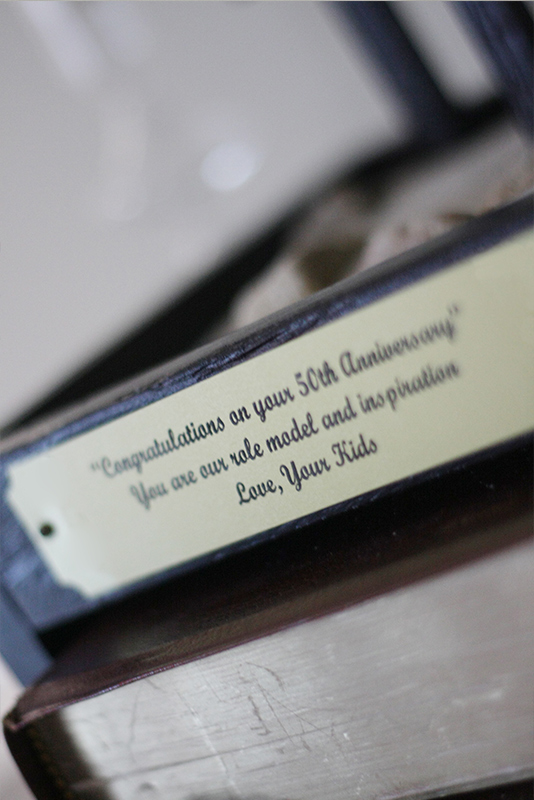 "Congratulations on your 50th Anniversary"
You are our role model and inspiration
Love, Your Kids